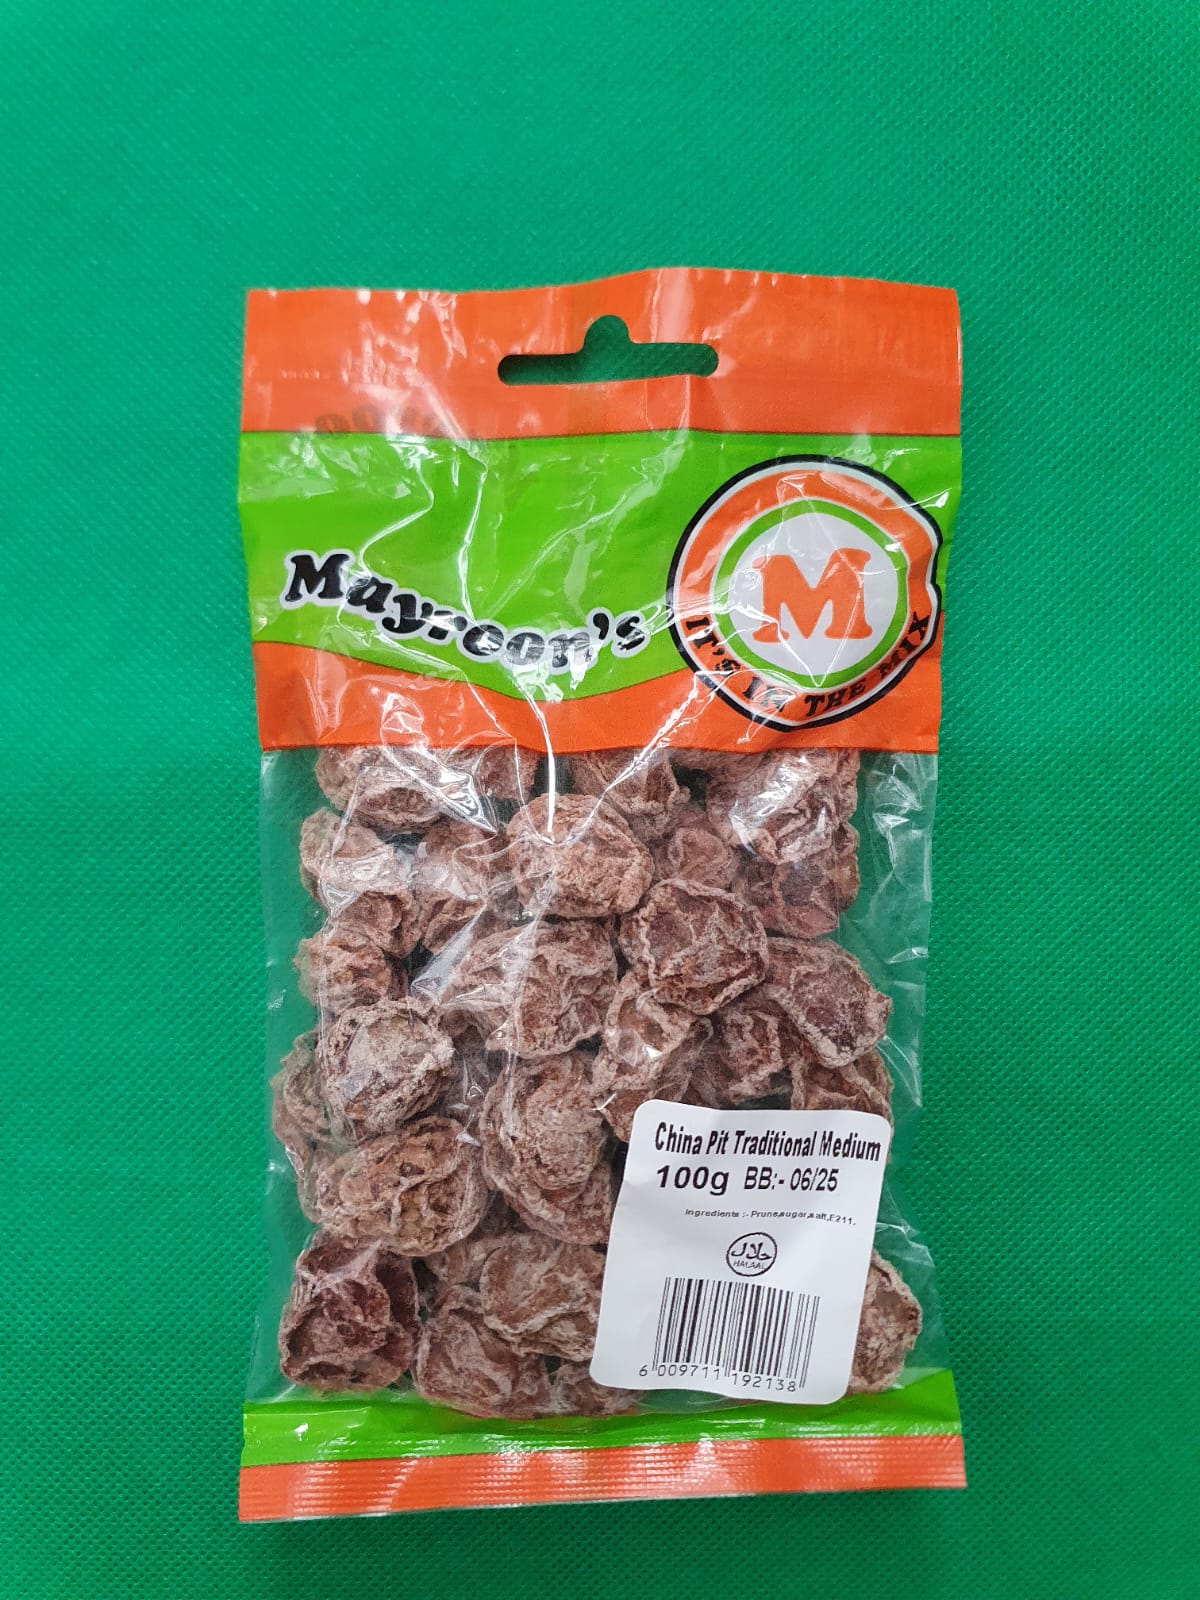 Mayroon's
M
IT'S IN THE MIX
China Pit Traditional Medium
100g BB:- 06/25
Ingredients :- Prune,sugar,salt,E211.
حلال
HALAAL
6 009711 192138